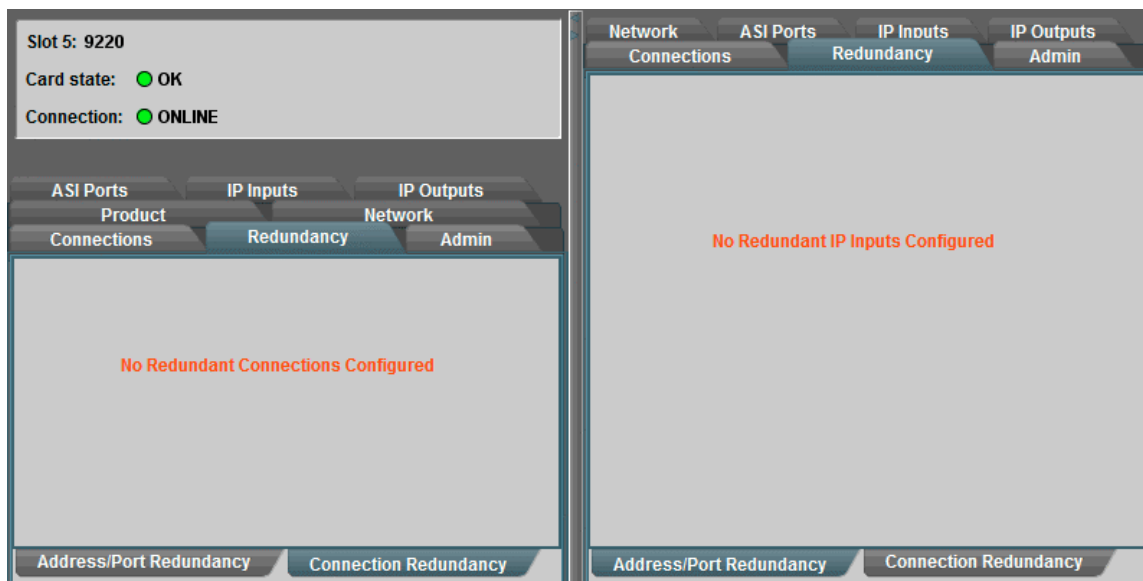 Slot 5: 9220
Card state: OK
Connection: ONLINE
ASI Ports IP Inputs IP Outputs
Product Network
Connections Redundancy Admin
No Redundant Connections Configured
Address/Port Redundancy Connection Redundancy
Network ASI Ports IP Inputs IP Outputs
Connections Redundancy Admin
No Redundant IP Inputs Configured
Address/Port Redundancy Connection Redundancy